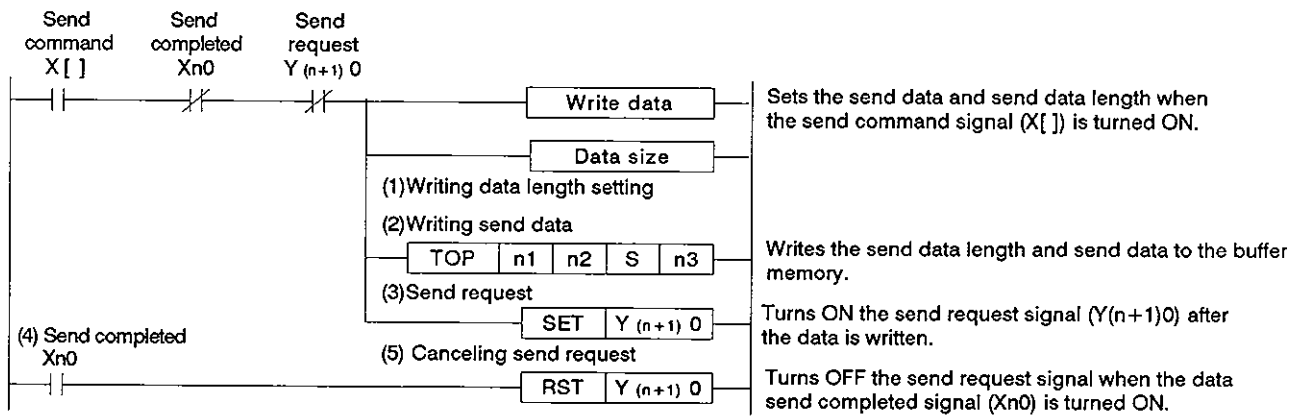 Send Send Send
command completed request
X[ ] Xn0 Y (n+1) 0
Write data
Sets the send data and send data length when
the send command signal (X[ ]) is turned ON.
Data size
(1)Writing data length setting
(2)Writing send data
TOP n1 n2 S n3
Writes the send data length and send data to the buffer
memory.
(3)Send request
SET Y (n+1) 0
Turns ON the send request signal (Y(n+1)0) after
the data is written.
(4) Send completed
Xn0
(5) Canceling send request
RST Y (n+1) 0
Turns OFF the send request signal when the data
send completed signal (Xn0) is turned ON.